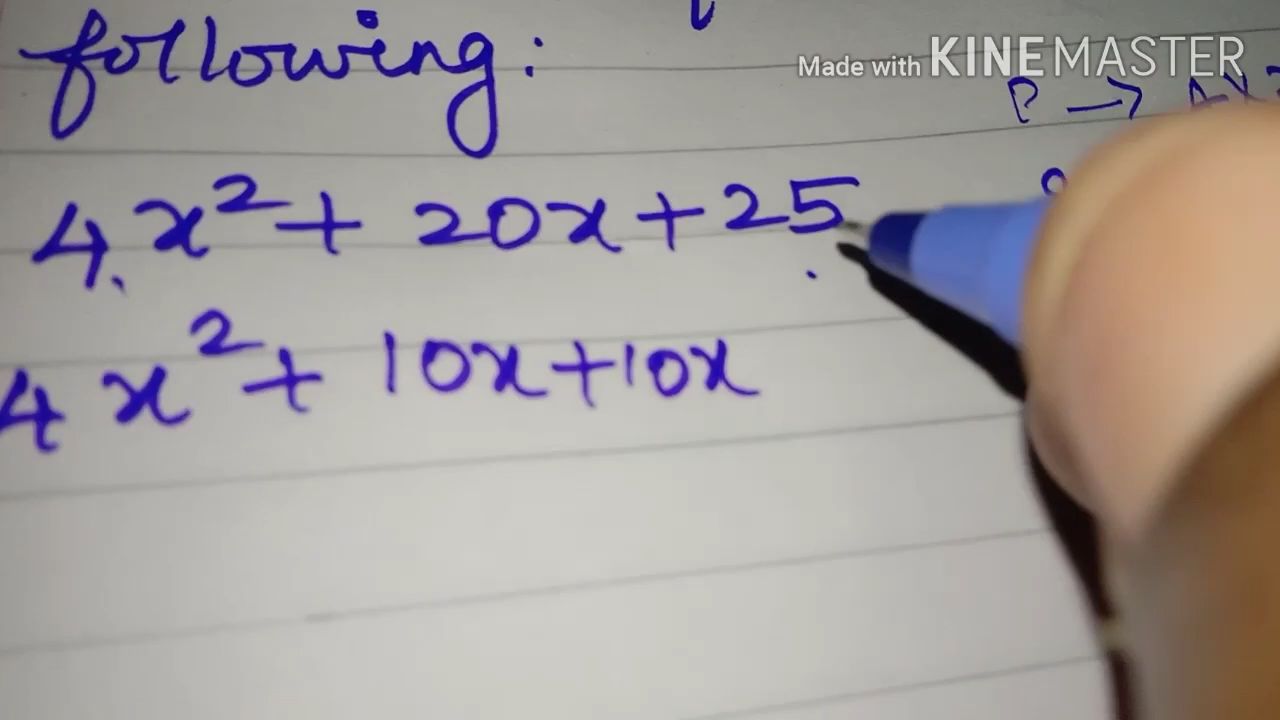 following:
Made with KINEMASTER
P →
4x² + 20x + 25
4x² + 10x + 10x